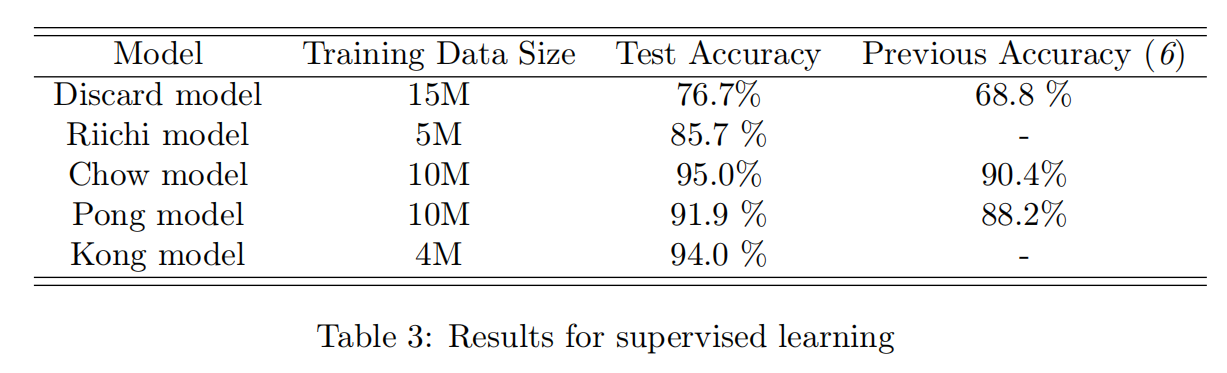 Model Training Data Size Test Accuracy Previous Accuracy (6)
Discard model 15M 76.7% 68.8 %
Riichi model 5M 85.7 % -
Chow model 10M 95.0% 90.4%
Pong model 10M 91.9 % 88.2%
Kong model 4M 94.0 % -
Table 3: Results for supervised learning